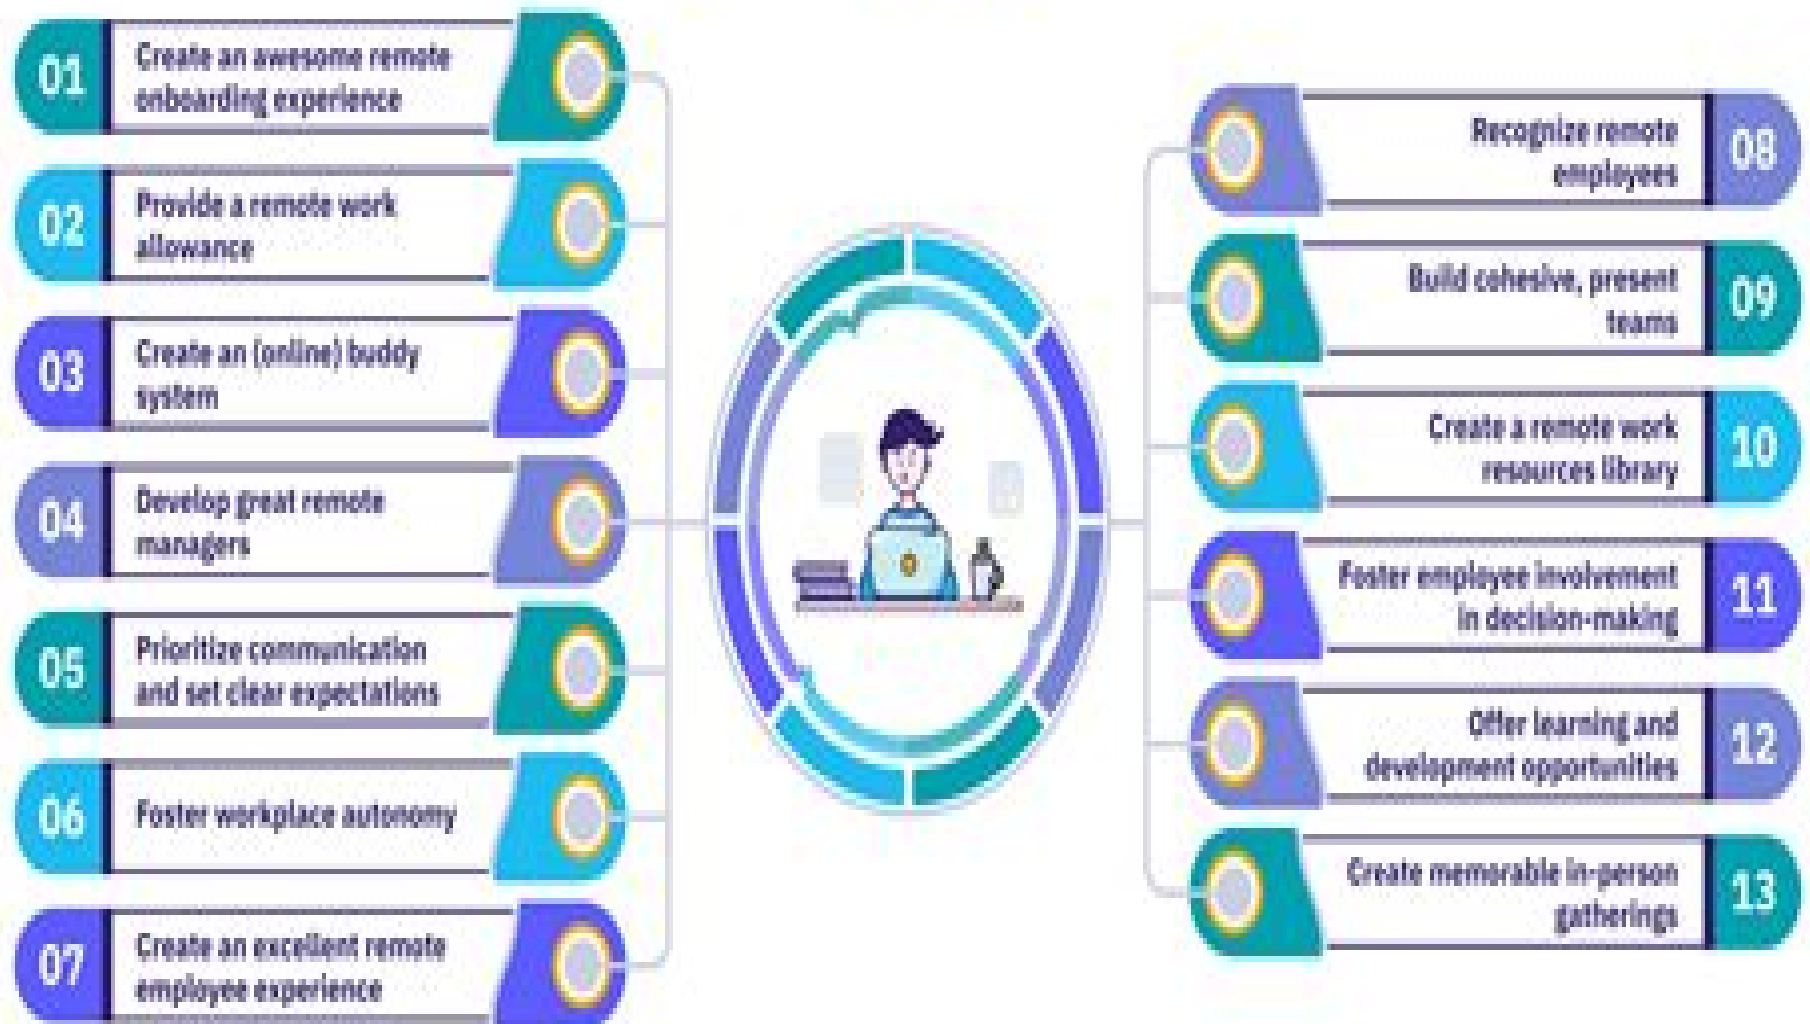 01
Create an awesome remote
onboarding experience
02
Provide a remote work
allowance
03
Create an (online) buddy
system
04
Develop great remote
managers
05
Prioritize communication
and set clear expectations
06
Foster workplace autonomy
07
Create an excellent remote
employee experience
Recognize remote
employees
08
Build cohesive, present
teams
09
Create a remote work
resources library
10
Foster employee involvement
in decision-making
11
Offer learning and
development opportunities
12
Create memorable in-person
gatherings
13